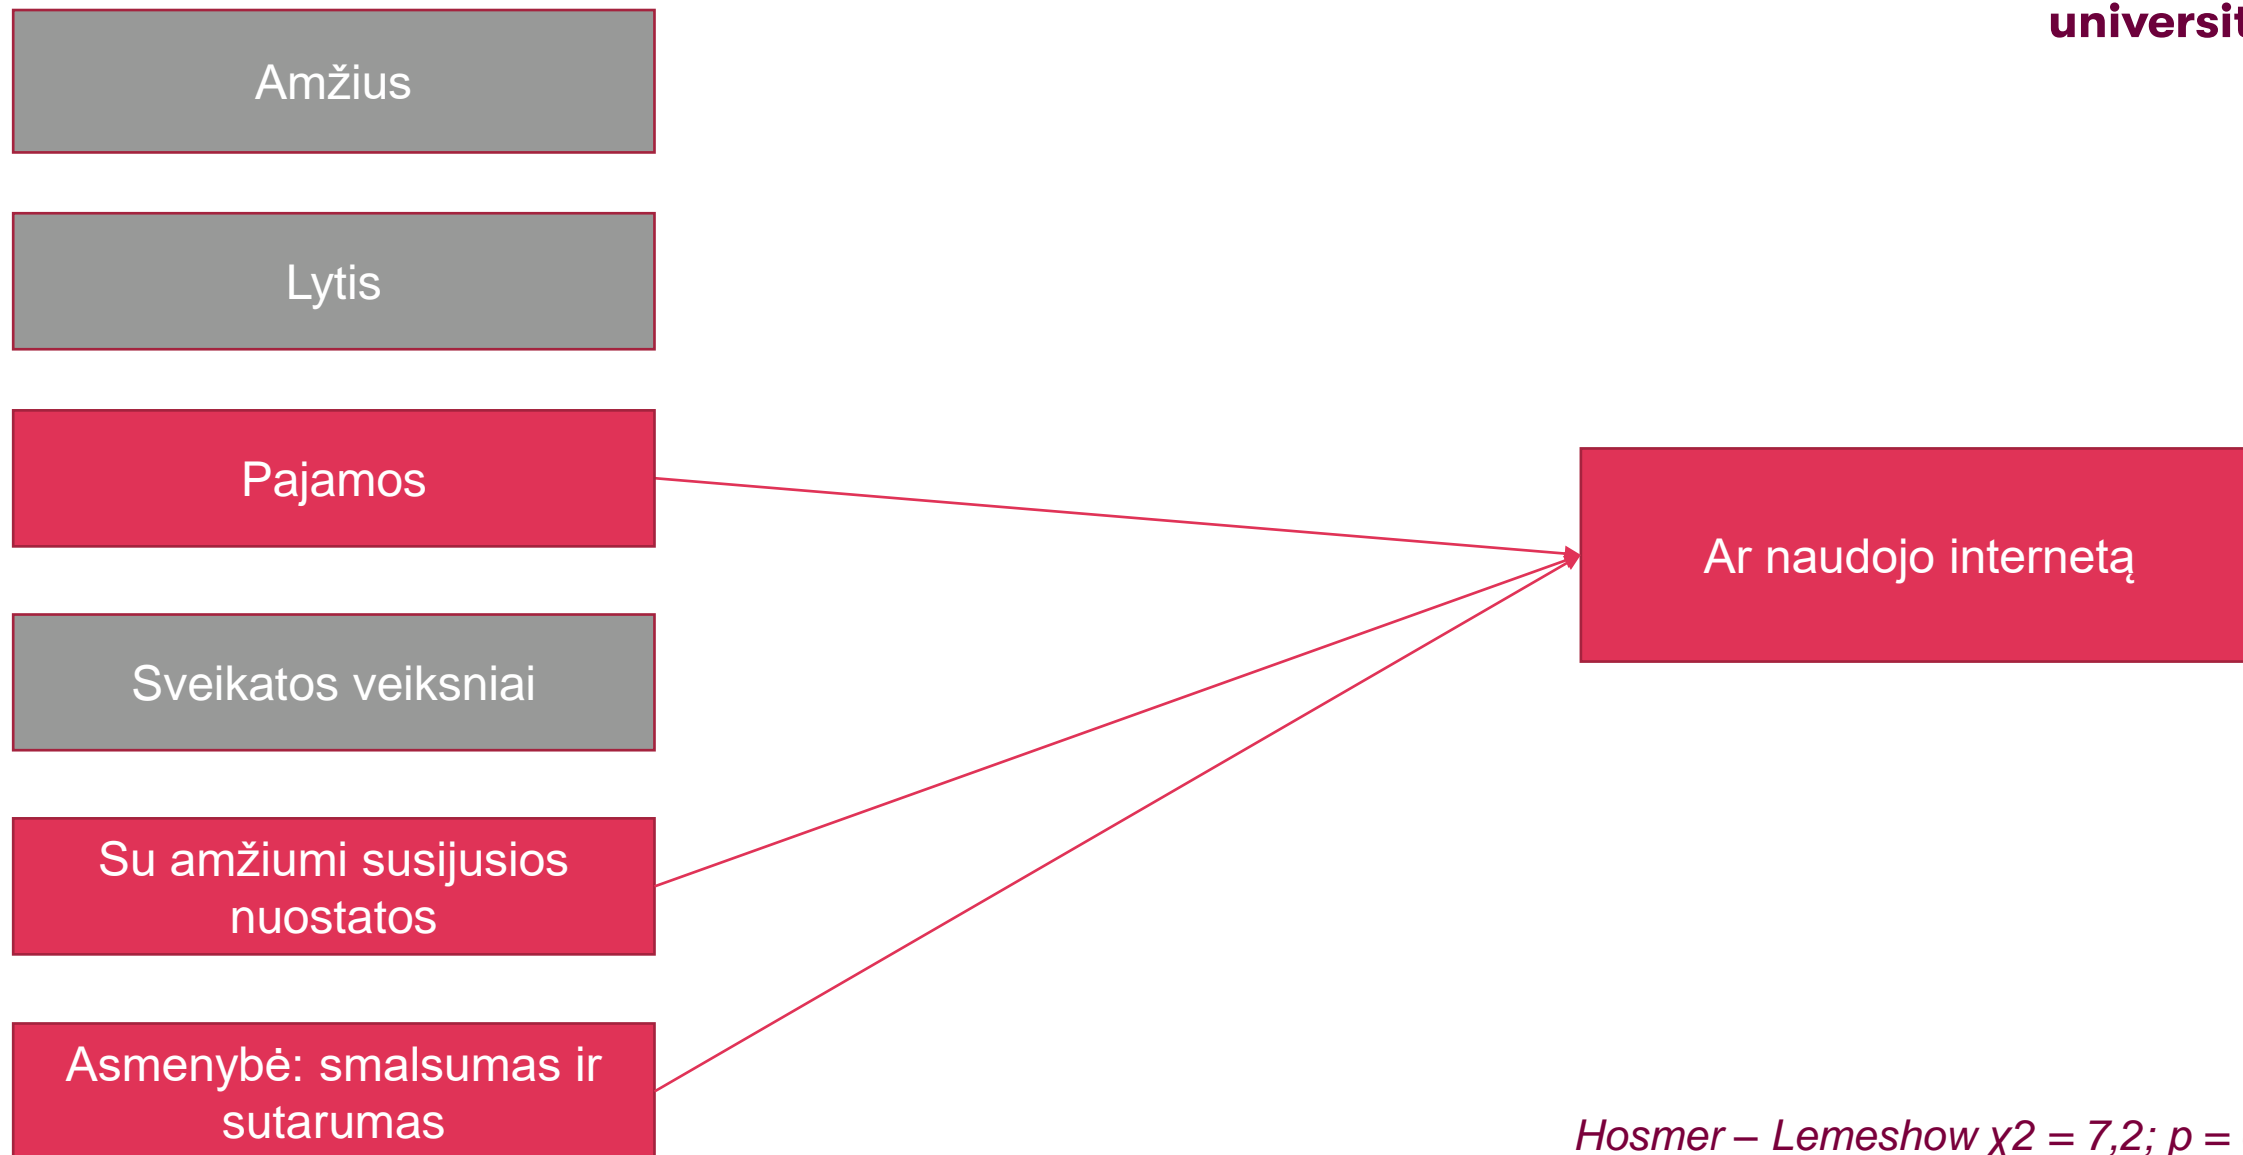 universit
Amžius
Lytis
Pajamos
Ar naudojo internetą
Sveikatos veiksniai
Su amžiumi susijusios
nuostatos
Asmenybė: smalsumas ir
sutarumas
Hosmer – Lemeshow χ2 = 7,2; p =